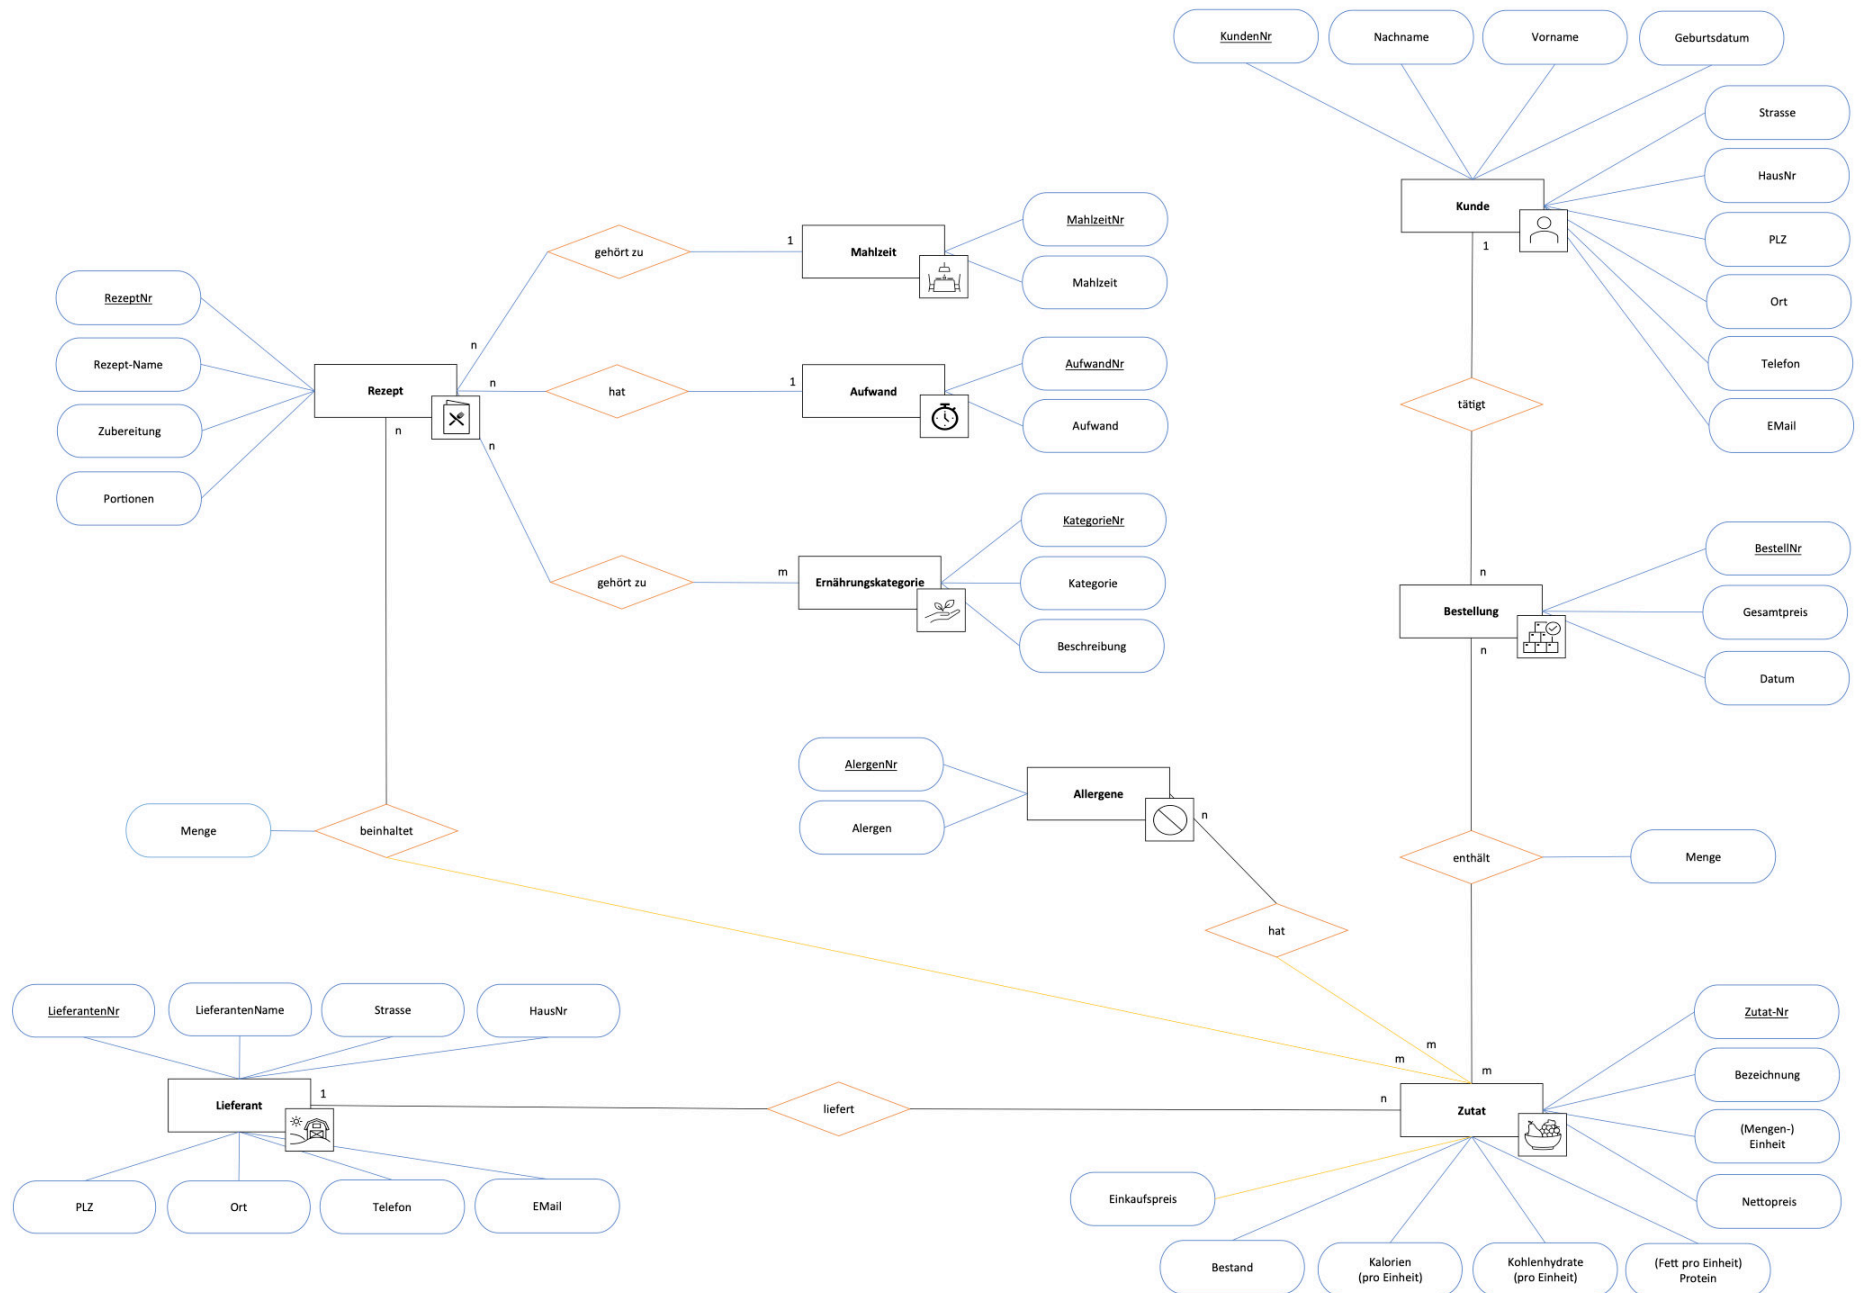 KundenNr
Nachname
Vorname
Geburtsdatum
Strasse
HausNr
PLZ
Ort
Telefon
EMail
Kunde
1
tätigt
n
Bestellung
n
BestellNr
Gesamtpreis
Datum
gehört zu
1
Mahlzeit
MahlzeitNr
Mahlzeit
RezeptNr
Rezept-Name
Zubereitung
Portionen
Rezept
n
n
n
n
hat
1
Aufwand
AufwandNr
Aufwand
gehört zu
m
Ernährungskategorie
KategorieNr
Kategorie
Beschreibung
AlergenNr
Alergen
Allergene
n
Menge
beinhaltet
enthält
Menge
hat
m
m
m
LieferantenNr
LieferantenName
Strasse
HausNr
Lieferant
1
liefert
n
Zutat
PLZ
Ort
Telefon
EMail
Zutat-Nr
Bezeichnung
(Mengen-)
Einheit
Nettopreis
Einkaufspreis
Bestand
Kalorien
(pro Einheit)
Kohlenhydrate
(pro Einheit)
(Fett pro Einheit)
Protein